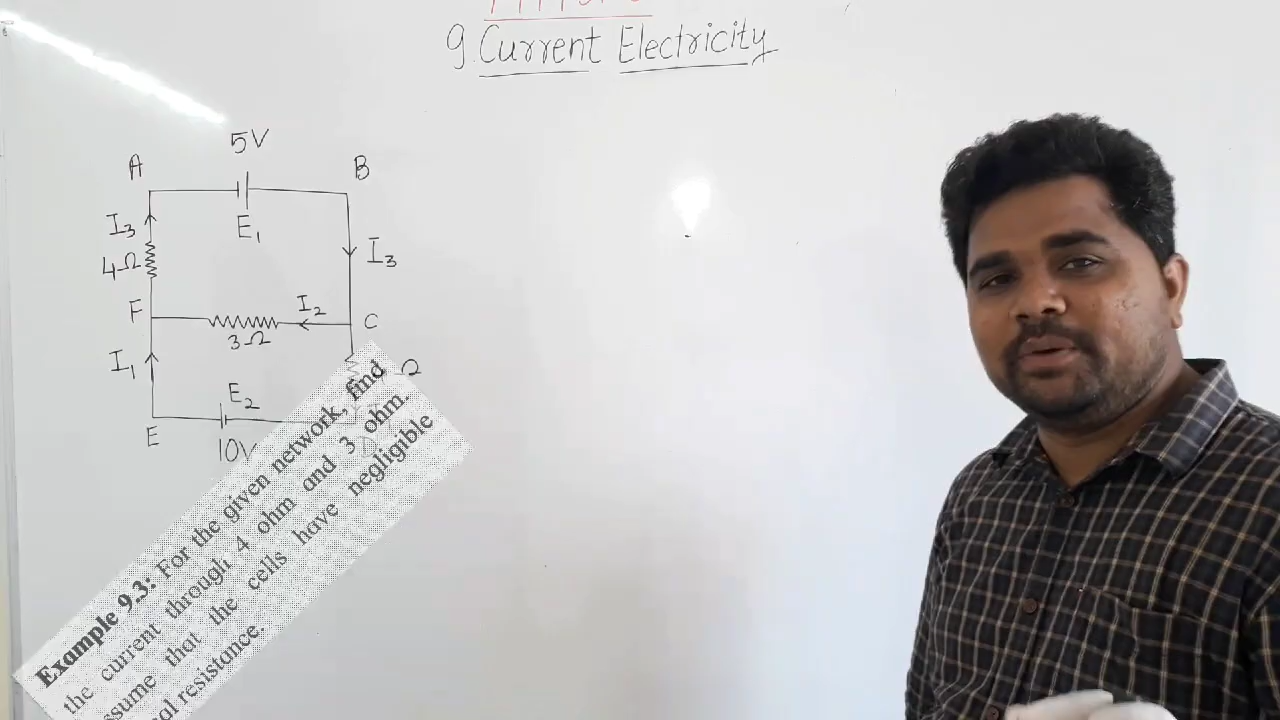 9. Current Electricity
5V
A
B
E₁
I₃
I₃
4Ω
F
I₂
C
3Ω
I₁
Ω
E₂
E
10V
D
Example 9.3: For the given network, find
the current through 4 ohm and 3 ohm.
ssume that the cells have negligible
al resistance.